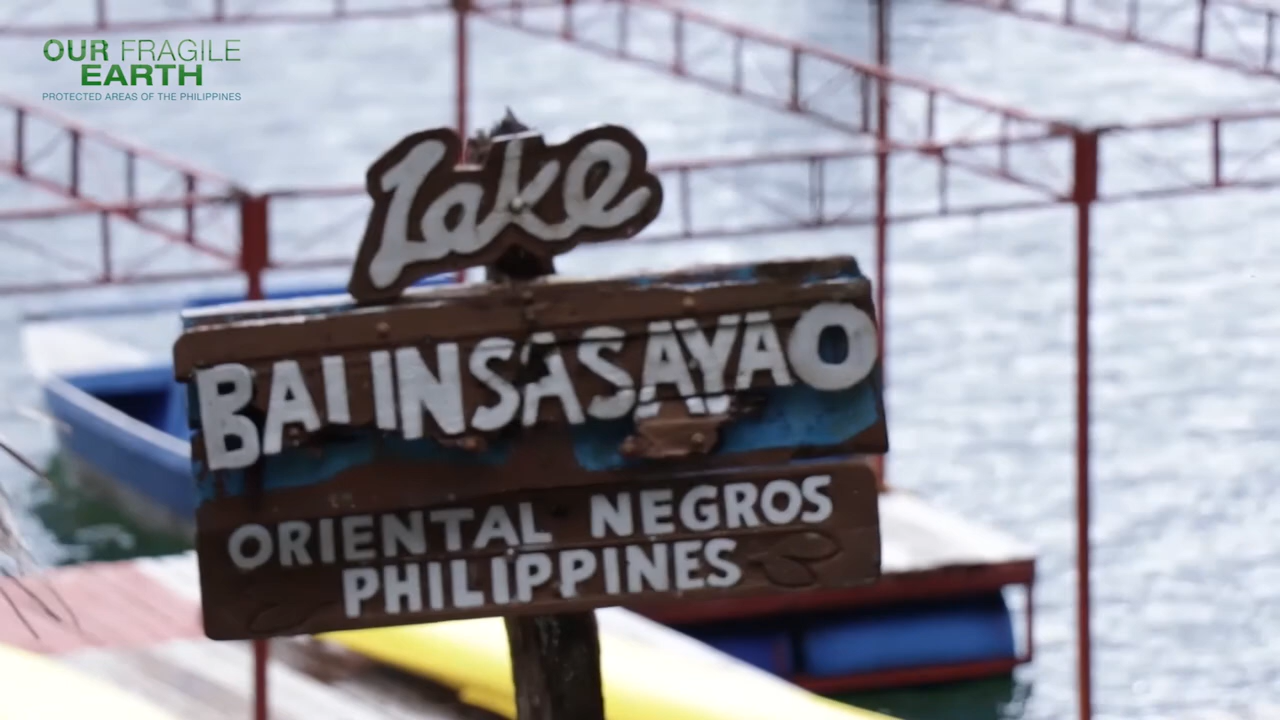 OUR FRAGILE
EARTH
PROTECTED AREAS OF THE PHILIPPINES
Lake
BALINSASAYAO
ORIENTAL NEGROS
PHILIPPINES